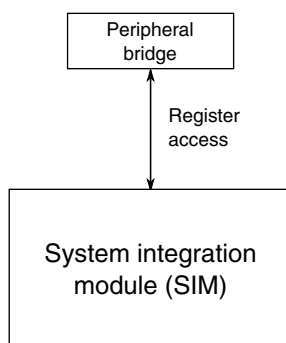 Peripheral
bridge
Register
access
System integration
module (SIM)